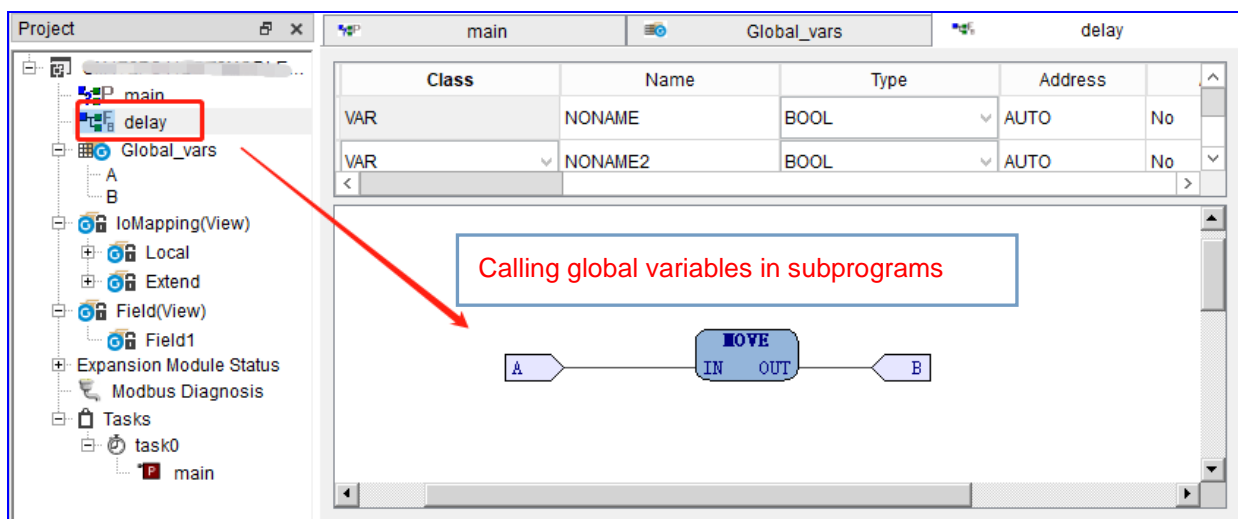 Project
main
delay
Global_vars
A
B
IoMapping(View)
Local
Extend
Field(View)
Field1
Expansion Module Status
Modbus Diagnosis
Tasks
task0
main
main Global_vars delay
Class Name Type Address
VAR NONAME BOOL AUTO No
VAR NONAME2 BOOL AUTO No
Calling global variables in subprograms
MOVE
A IN OUT B